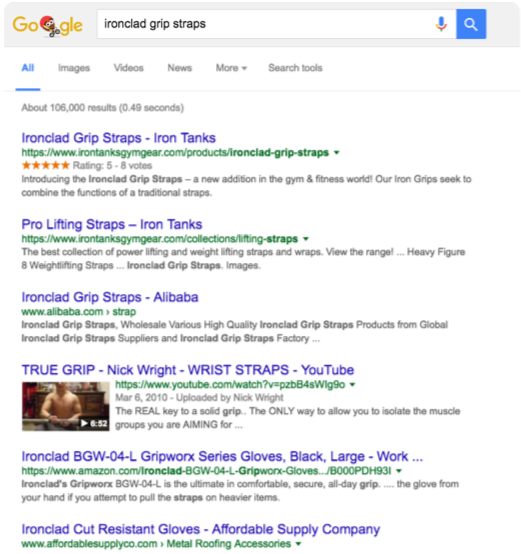 Google
ironclad grip straps
All Images Videos News More Search tools
About 106,000 results (0.49 seconds)
Ironclad Grip Straps - Iron Tanks
https://www.irontanksgymgear.com/products/ironclad-grip-straps
Rating: 5 - 8 votes
Introducing the Ironclad Grip Straps – a new addition in the gym & fitness world! Our Iron Grips seek to
combine the functions of a traditional straps.
Pro Lifting Straps – Iron Tanks
https://www.irontanksgymgear.com/collections/lifting-straps
The best collection of power lifting and weight lifting straps and wraps. View the range! ... Heavy Figure
8 Weightlifting Straps ... Ironclad Grip Straps. Images.
Ironclad Grip Straps - Alibaba
www.alibaba.com › strap
Ironclad Grip Straps, Wholesale Various High Quality Ironclad Grip Straps Products from Global
Ironclad Grip Straps Suppliers and Ironclad Grip Straps Factory ...
TRUE GRIP - Nick Wright - WRIST STRAPS - YouTube
https://www.youtube.com/watch?v=pzbB4sWlg9o
Mar 6, 2010 - Uploaded by Nick Wright
The REAL key to a solid grip.. The ONLY way to allow you to isolate the muscle
groups you are AIMING for ...
6:52
Ironclad BGW-04-L Gripworx Series Gloves, Black, Large - Work ...
https://www.amazon.com/Ironclad-BGW-04-L-Gripworx-Gloves.../B000PDH93I
Ironclad's Gripworx BGW-04-L is the ultimate in comfortable, secure, all-day grip. .... the glove from
your hand if you attempt to pull the straps on heavier items.
Ironclad Cut Resistant Gloves - Affordable Supply Company
www.affordablesupplyco.com › Metal Roofing Accessories